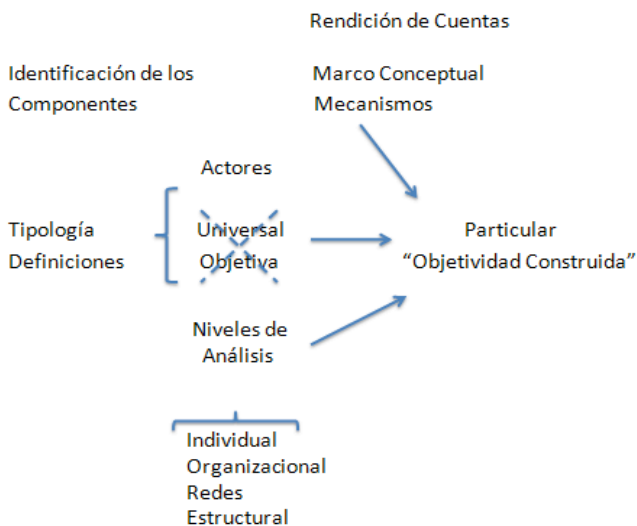 Rendición de Cuentas
Identificación de los
Componentes
Marco Conceptual
Mecanismos
Actores
Tipología
Definiciones
Universal
Objetiva
Particular
“Objetividad Construida”
Niveles de
Análisis
Individual
Organizacional
Redes
Estructural